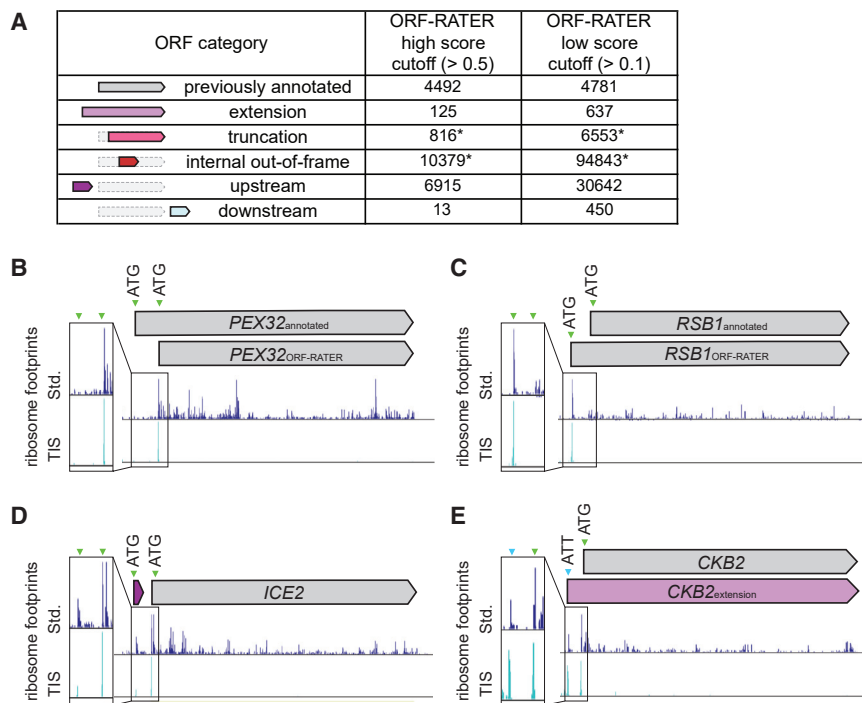 A
ORF category
ORF-RATER
high score
cutoff (> 0.5)
ORF-RATER
low score
cutoff (> 0.1)
previously annotated 4492 4781
extension 125 637
truncation 816* 6553*
internal out-of-frame 10379* 94843*
upstream 6915 30642
downstream 13 450
B
ATG
ATG
PEX32annotated
PEX32ORF-RATER
ribosome footprints
Std.
TIS
C
ATG
ATG
RSB1annotated
RSB1ORF-RATER
ribosome footprints
Std.
TIS
D
ATG
ATG
ICE2
ribosome footprints
Std.
TIS
E
ATT
ATG
CKB2
CKB2extension
ribosome footprints
Std.
TIS